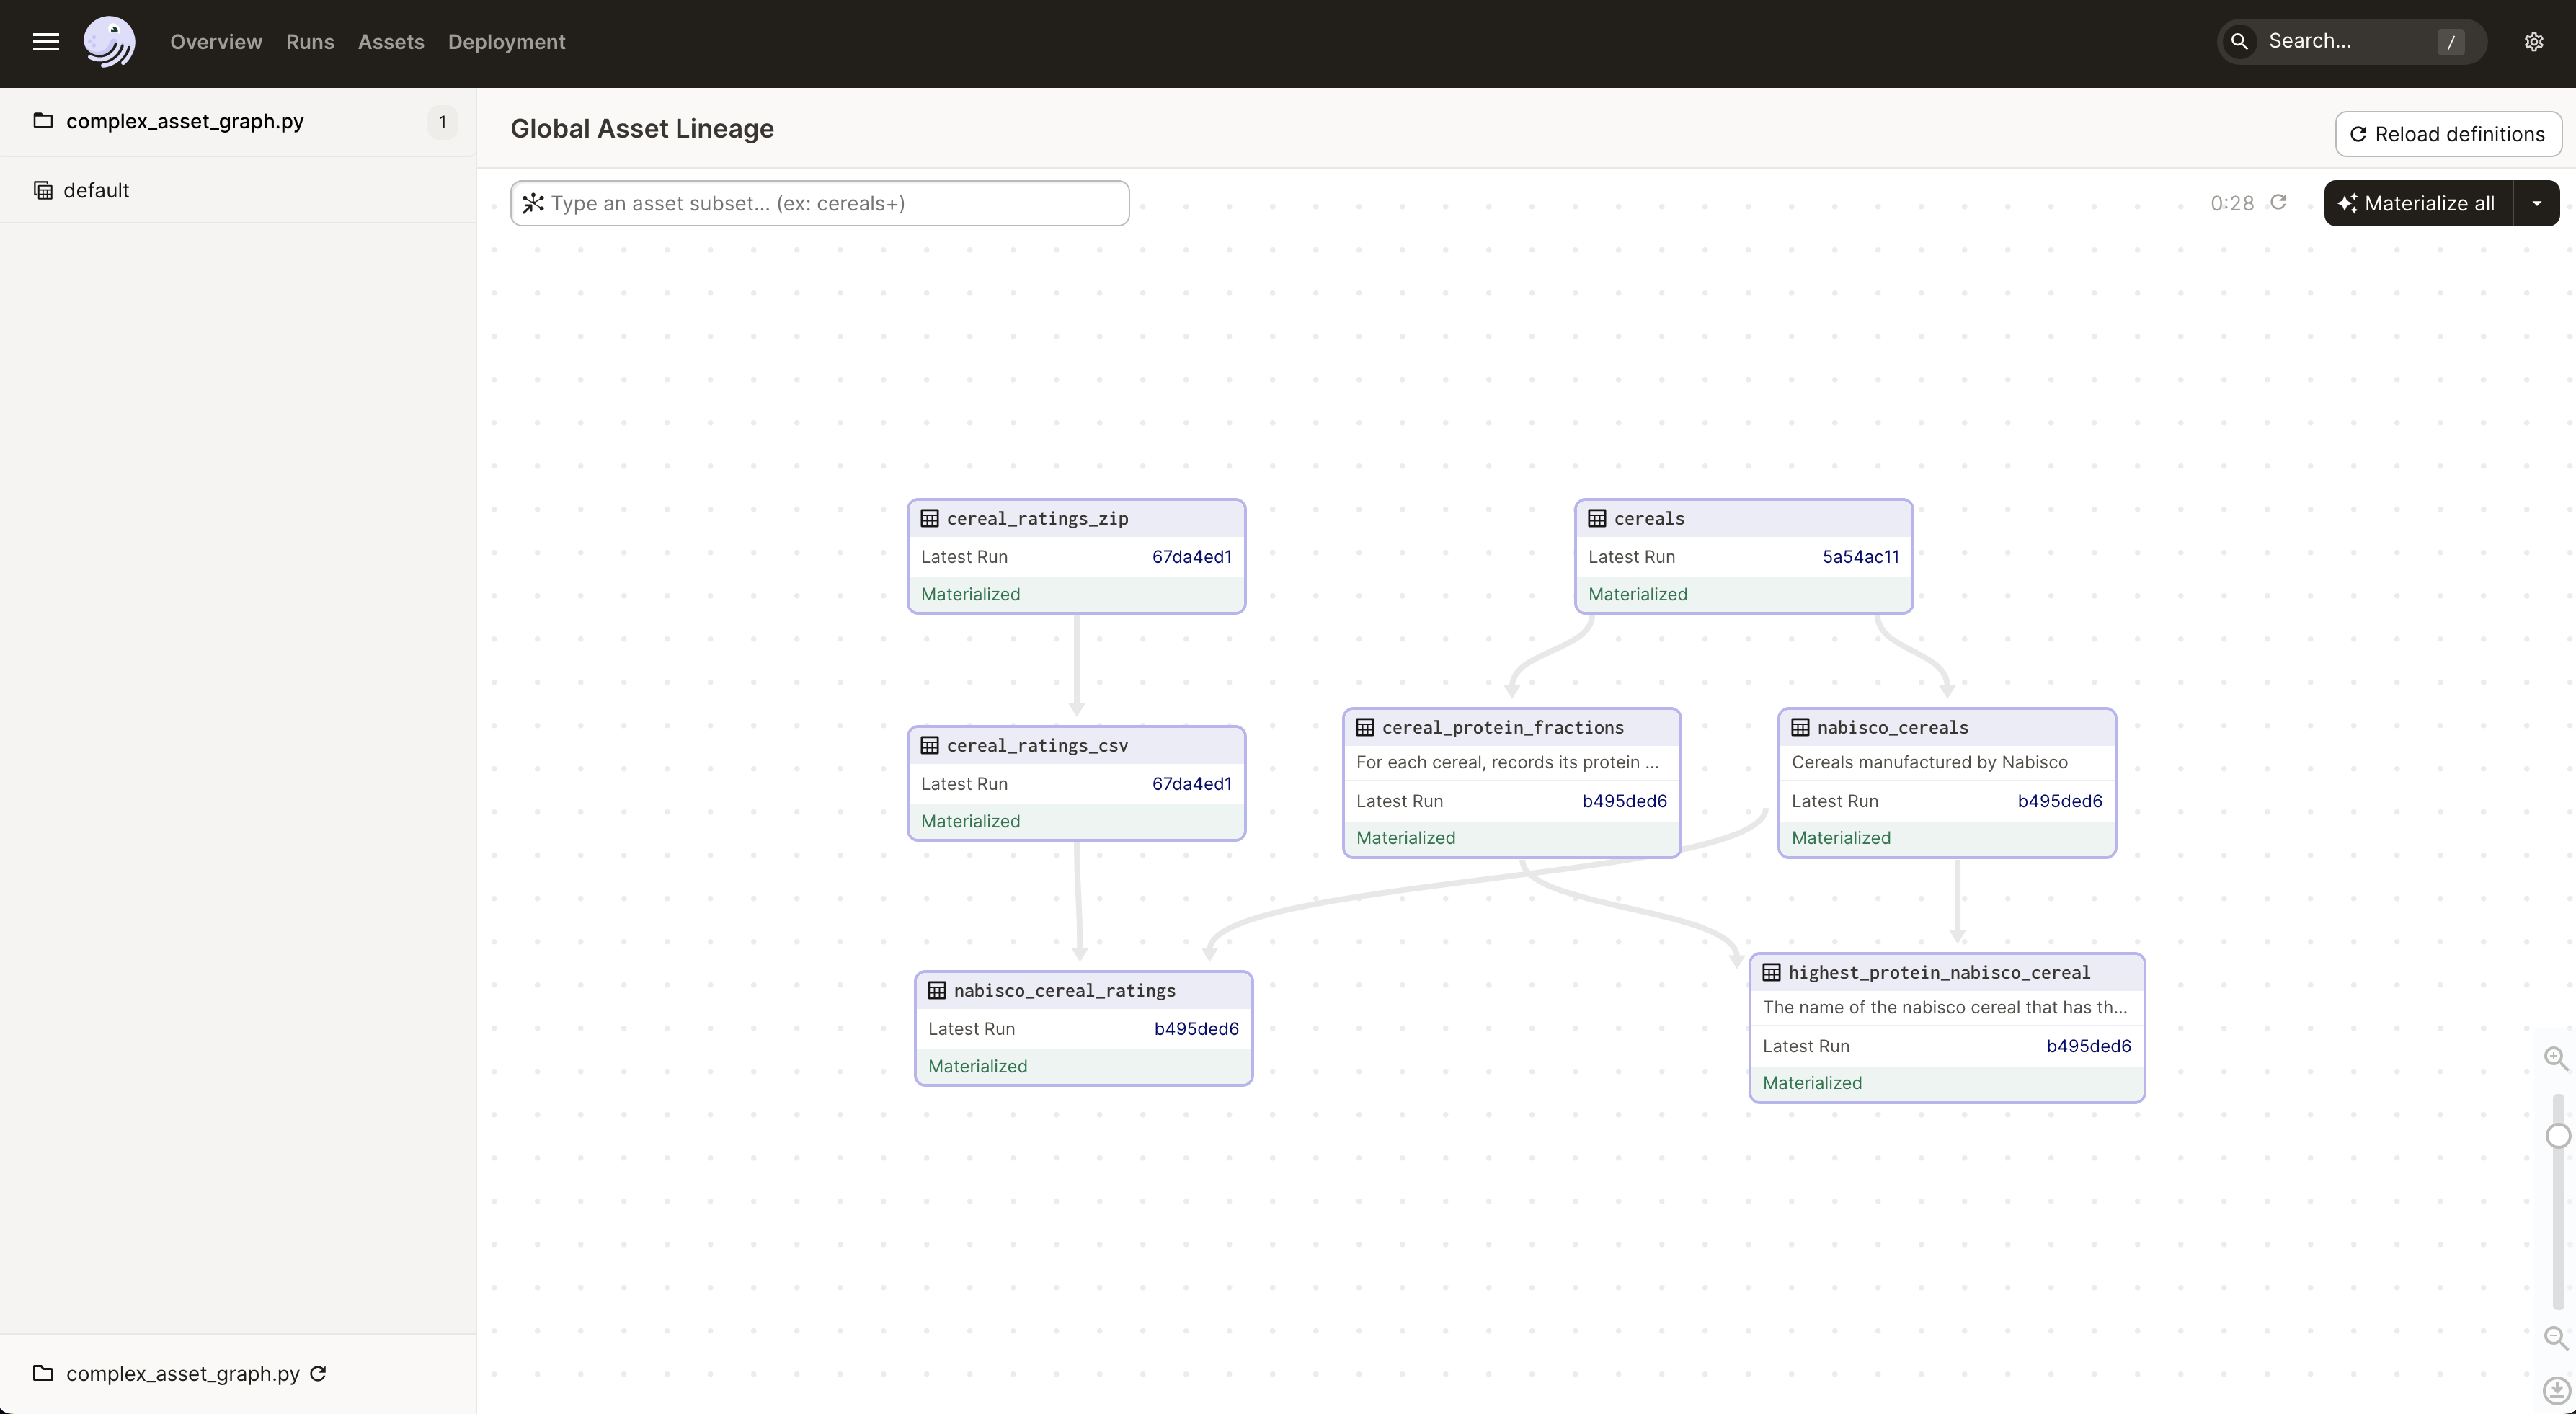 Overview Runs Assets Deployment
Search... /
complex_asset_graph.py 1
default
Global Asset Lineage
Reload definitions
Type an asset subset... (ex: cereals+)
0:28
Materialize all
cereal_ratings_zip
Latest Run 67da4ed1
Materialized
cereals
Latest Run 5a54ac11
Materialized
cereal_ratings_csv
Latest Run 67da4ed1
Materialized
cereal_protein_fractions
For each cereal, records its protein ...
Latest Run b495ded6
Materialized
nabisco_cereals
Cereals manufactured by Nabisco
Latest Run b495ded6
Materialized
nabisco_cereal_ratings
Latest Run b495ded6
Materialized
highest_protein_nabisco_cereal
The name of the nabisco cereal that has th...
Latest Run b495ded6
Materialized
complex_asset_graph.py